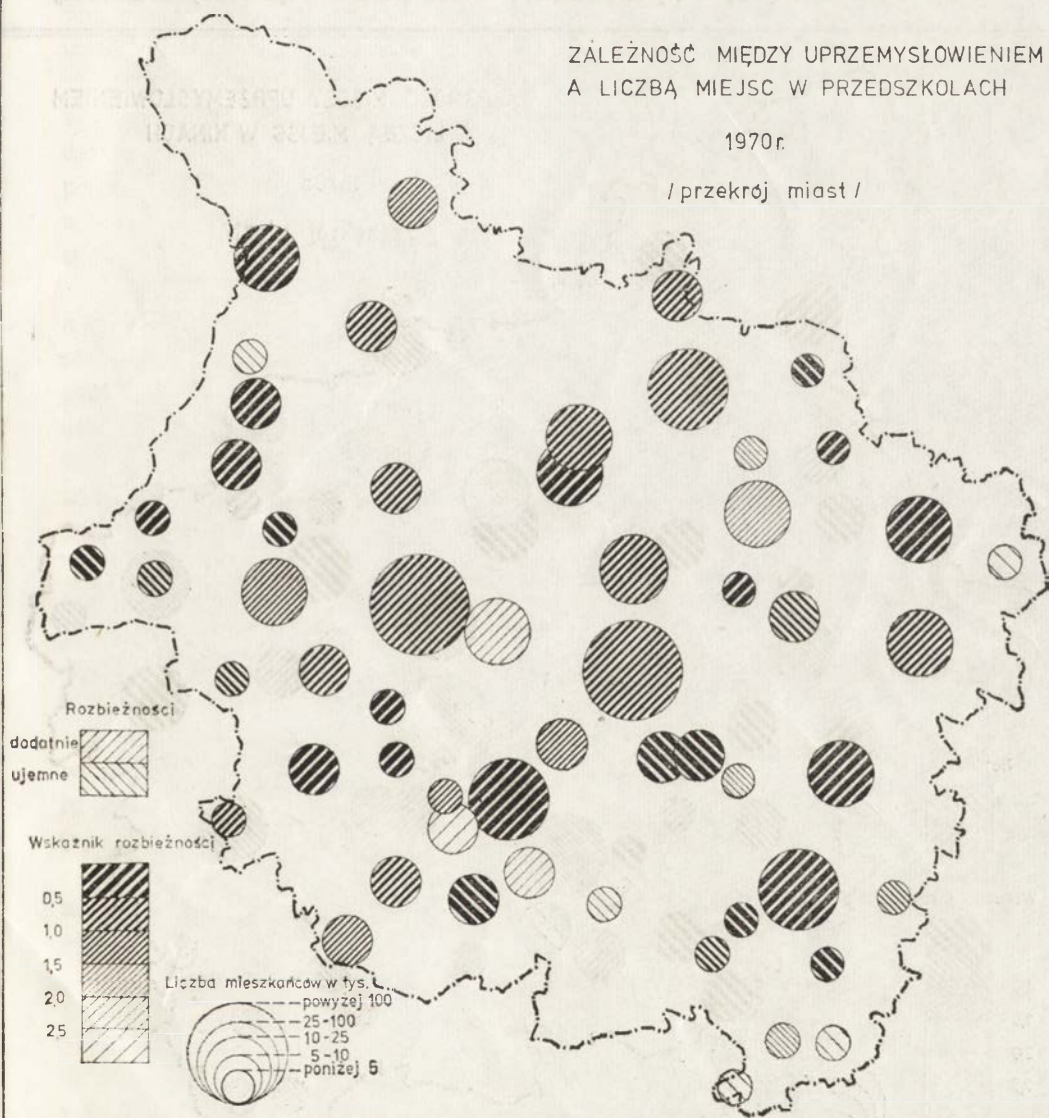 ZALEŻNOŚĆ MIĘDZY UPRZEMYSŁOWIENIEM
A LICZBĄ MIEJSC W PRZEDSZKOLACH
1970r.
/przekrój miast/
Rozbieżności
dodatnie
ujemne
Wskaźnik rozbieżności
0,5
1,0
1,5
2,0
2,5
Liczba mieszkańców w tys.
powyżej 100
25-100
10-25
5-10
poniżej 5